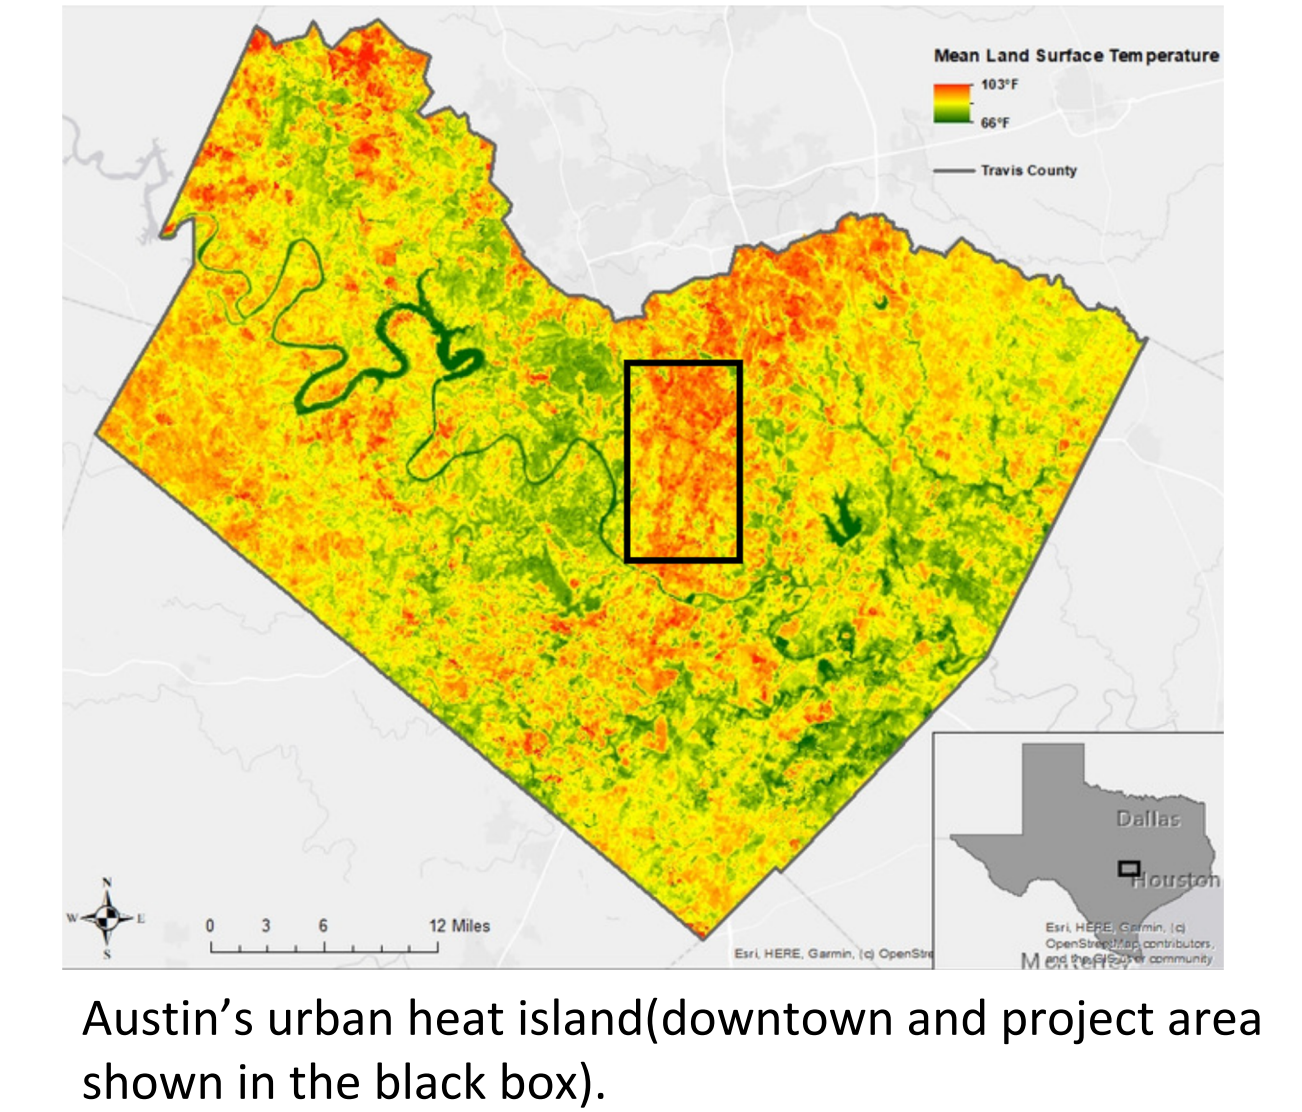 Mean Land Surface Temperature
103°F
66°F
Travis County
N
W E
S
0 3 6 12 Miles
Esri, HERE, Garmin, (c) OpenStre
Dallas
Houston
Esri, HERE, Garmin, (c)
OpenStreetMap contributors,
and the GIS user community
Austin’s urban heat island(downtown and project area
shown in the black box).